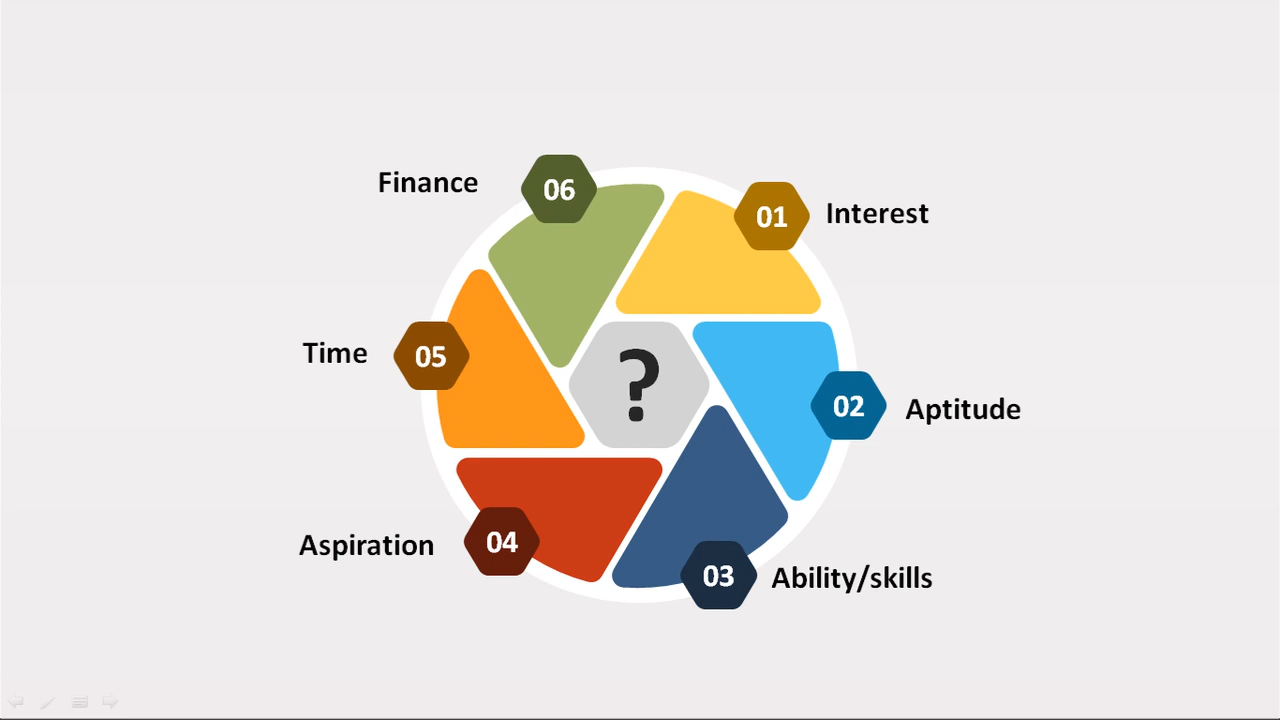 01 Interest
02 Aptitude
03 Ability/skills
04 Aspiration
05 Time
06 Finance
?